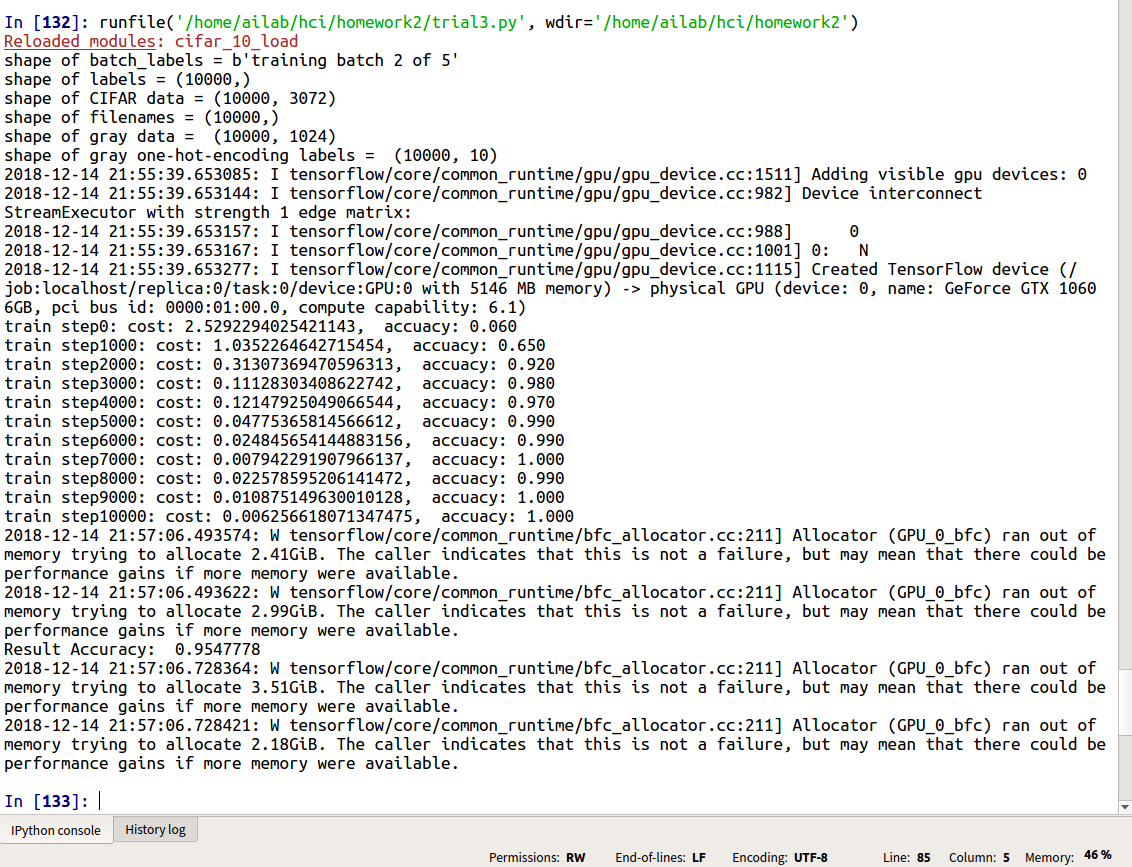 In [132]: runfile('/home/ailab/hci/homework2/trial3.py', wdir='/home/ailab/hci/homework2')
Reloaded modules: cifar_10_load
shape of batch_labels = b'training batch 2 of 5'
shape of labels = (10000,)
shape of CIFAR data = (10000, 3072)
shape of filenames = (10000,)
shape of gray data =  (10000, 1024)
shape of gray one-hot-encoding labels =  (10000, 10)
2018-12-14 21:55:39.653085: I tensorflow/core/common_runtime/gpu/gpu_device.cc:1511] Adding visible gpu devices: 0
2018-12-14 21:55:39.653144: I tensorflow/core/common_runtime/gpu/gpu_device.cc:982] Device interconnect
StreamExecutor with strength 1 edge matrix:
2018-12-14 21:55:39.653157: I tensorflow/core/common_runtime/gpu/gpu_device.cc:988]      0
2018-12-14 21:55:39.653167: I tensorflow/core/common_runtime/gpu/gpu_device.cc:1001] 0:   N
2018-12-14 21:55:39.653277: I tensorflow/core/common_runtime/gpu/gpu_device.cc:1115] Created TensorFlow device (/
job:localhost/replica:0/task:0/device:GPU:0 with 5146 MB memory) -> physical GPU (device: 0, name: GeForce GTX 1060
6GB, pci bus id: 0000:01:00.0, compute capability: 6.1)
train step0: cost: 2.5292294025421143,  accuacy: 0.060
train step1000: cost: 1.0352264642715454,  accuacy: 0.650
train step2000: cost: 0.31307369470596313,  accuacy: 0.920
train step3000: cost: 0.11128303408622742,  accuacy: 0.980
train step4000: cost: 0.12147925049066544,  accuacy: 0.970
train step5000: cost: 0.04775365814566612,  accuacy: 0.990
train step6000: cost: 0.024845654144883156,  accuacy: 0.990
train step7000: cost: 0.007942291907966137,  accuacy: 1.000
train step8000: cost: 0.022578595206141472,  accuacy: 0.990
train step9000: cost: 0.010875149630010128,  accuacy: 1.000
train step10000: cost: 0.006256618071347475,  accuacy: 1.000
2018-12-14 21:57:06.493574: W tensorflow/core/common_runtime/bfc_allocator.cc:211] Allocator (GPU_0_bfc) ran out of
memory trying to allocate 2.41GiB. The caller indicates that this is not a failure, but may mean that there could be
performance gains if more memory were available.
2018-12-14 21:57:06.493622: W tensorflow/core/common_runtime/bfc_allocator.cc:211] Allocator (GPU_0_bfc) ran out of
memory trying to allocate 2.99GiB. The caller indicates that this is not a failure, but may mean that there could be
performance gains if more memory were available.
Result Accuracy:  0.9547778
2018-12-14 21:57:06.728364: W tensorflow/core/common_runtime/bfc_allocator.cc:211] Allocator (GPU_0_bfc) ran out of
memory trying to allocate 3.51GiB. The caller indicates that this is not a failure, but may mean that there could be
performance gains if more memory were available.
2018-12-14 21:57:06.728421: W tensorflow/core/common_runtime/bfc_allocator.cc:211] Allocator (GPU_0_bfc) ran out of
memory trying to allocate 2.18GiB. The caller indicates that this is not a failure, but may mean that there could be
performance gains if more memory were available.
In [133]:
IPython console  History log
Permissions: RW  End-of-lines: LF  Encoding: UTF-8  Line: 85  Column: 5  Memory: 46 %